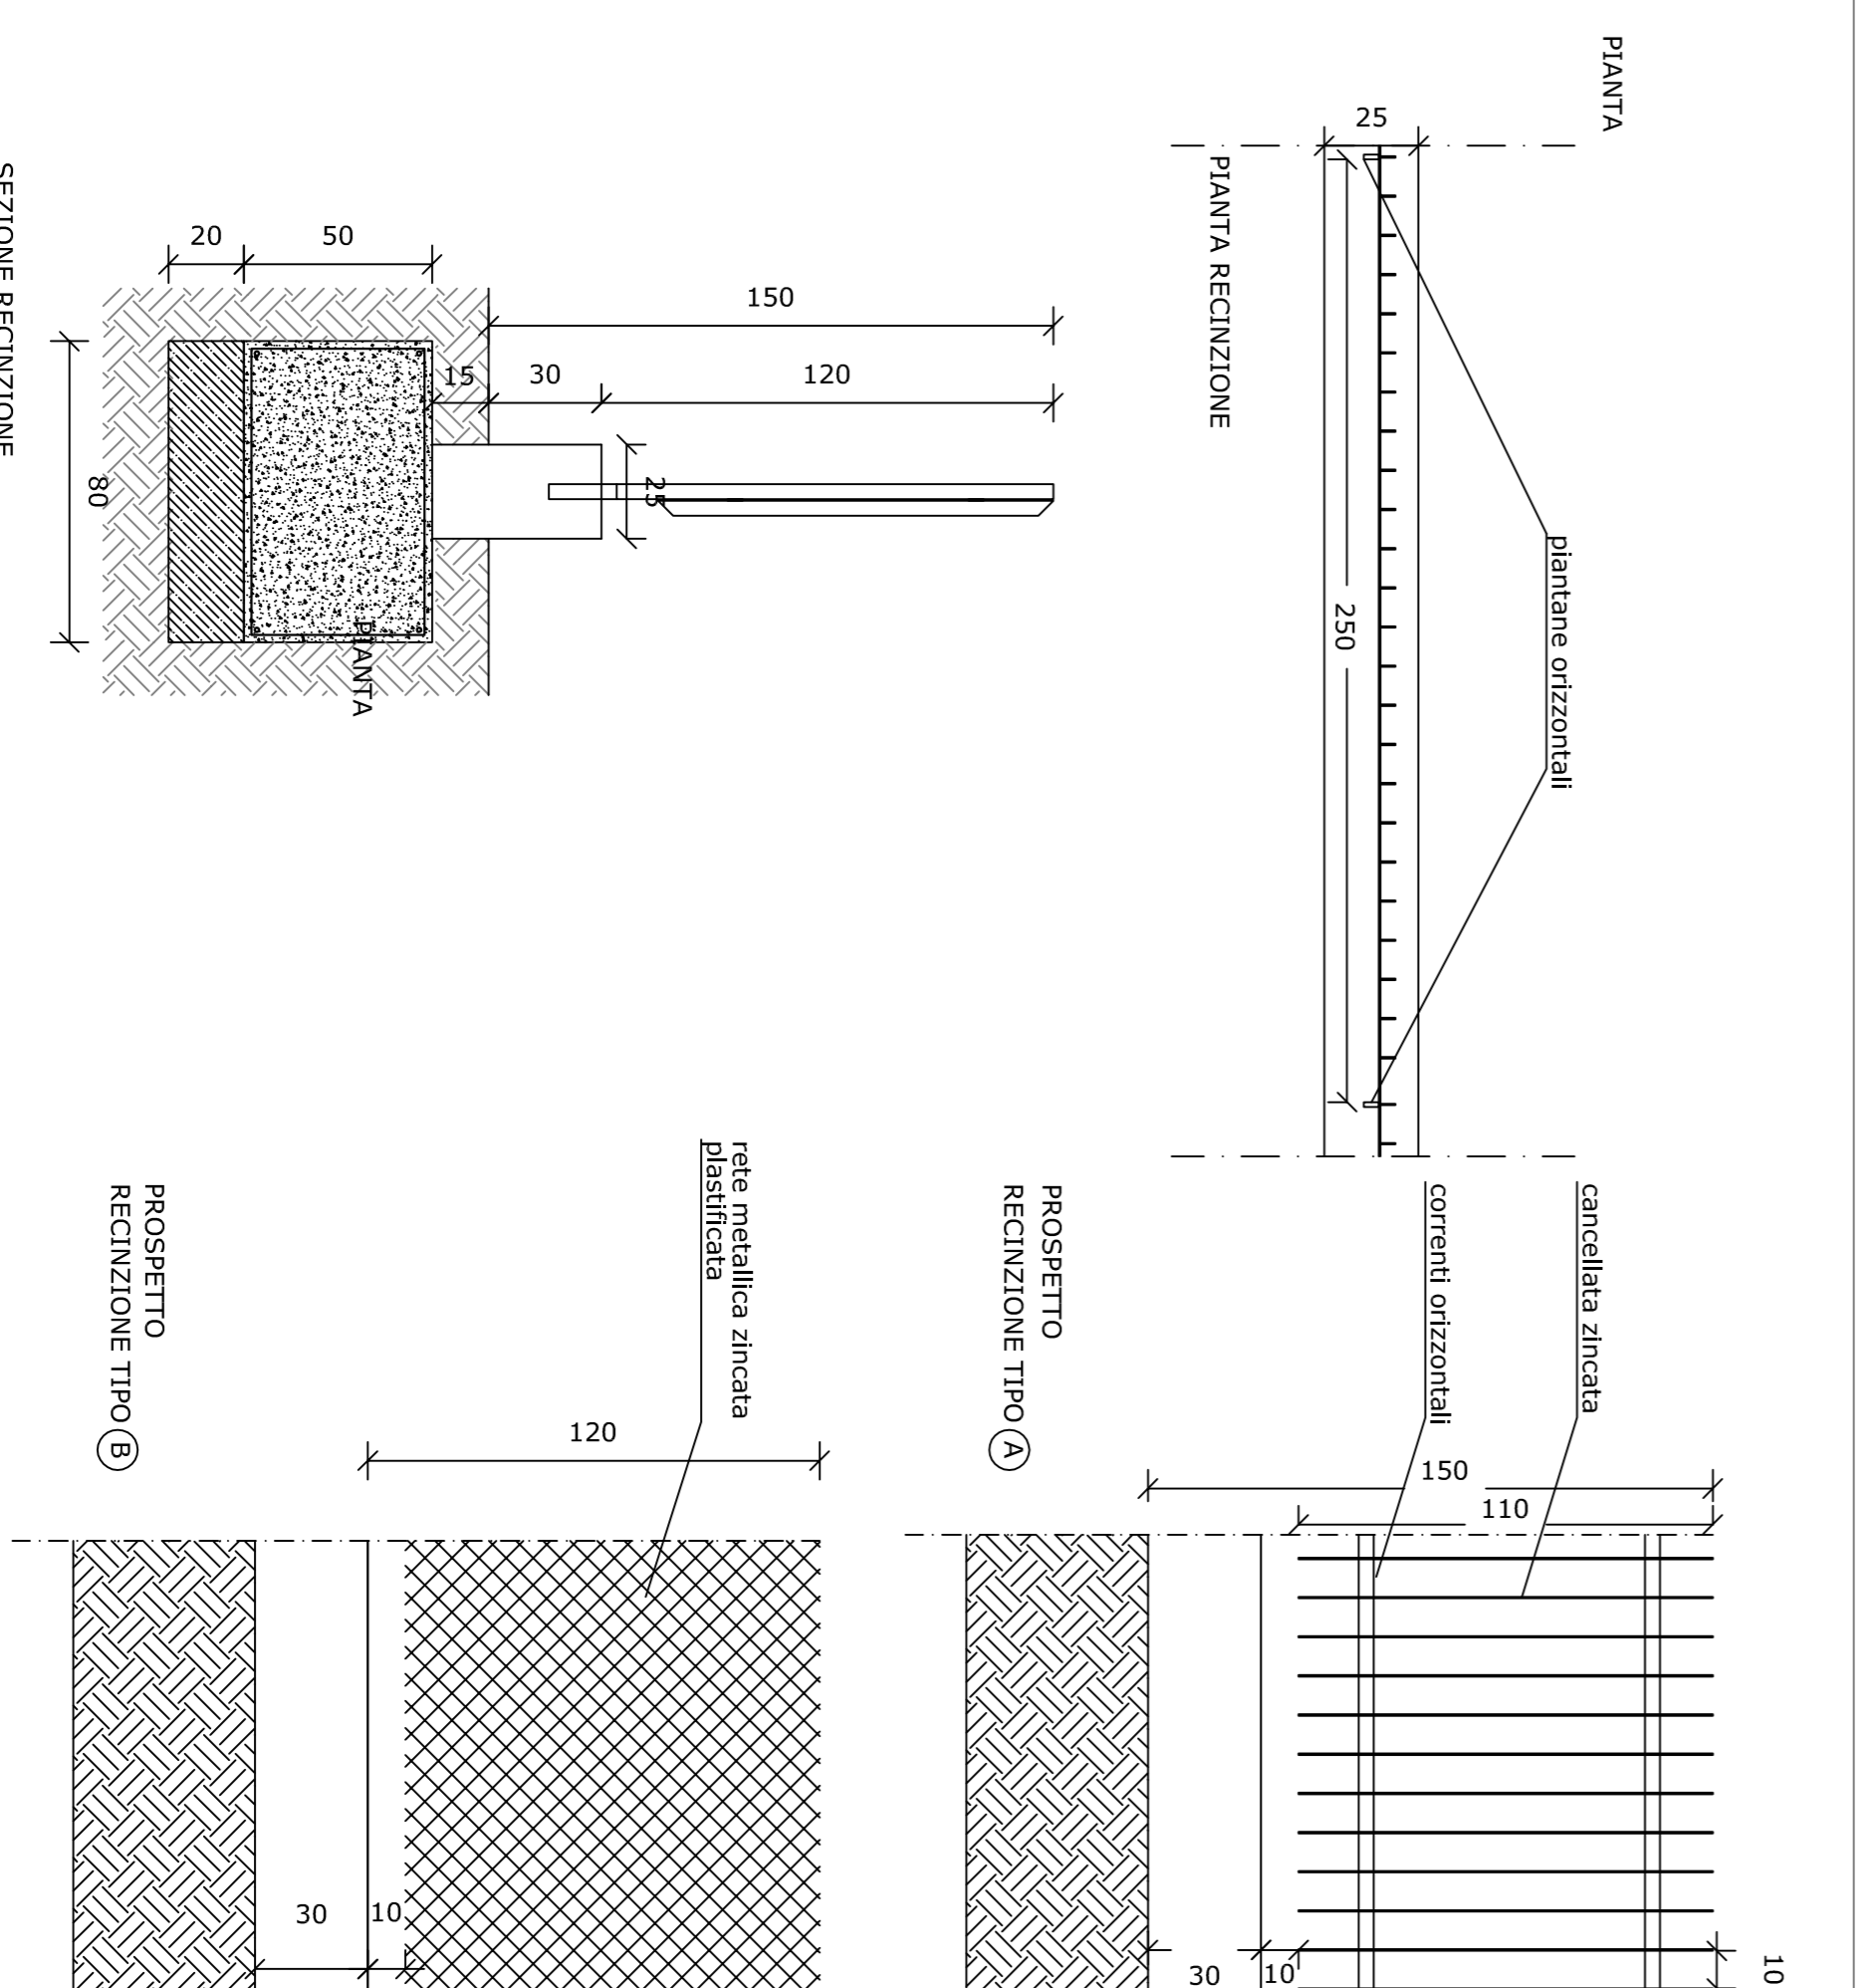 PIANTA
25
PIANTA RECINZIONE
250
piantane orizzontali
20
50
150
15
30
120
25
80
PIANTA
SEZIONE RECINZIONE
cancellata zincata
correnti orizzontali
PROSPETTO
RECINZIONE TIPO A
150
110
30
10
10
rete metallica zincata
plastificata
PROSPETTO
RECINZIONE TIPO B
120
30
10